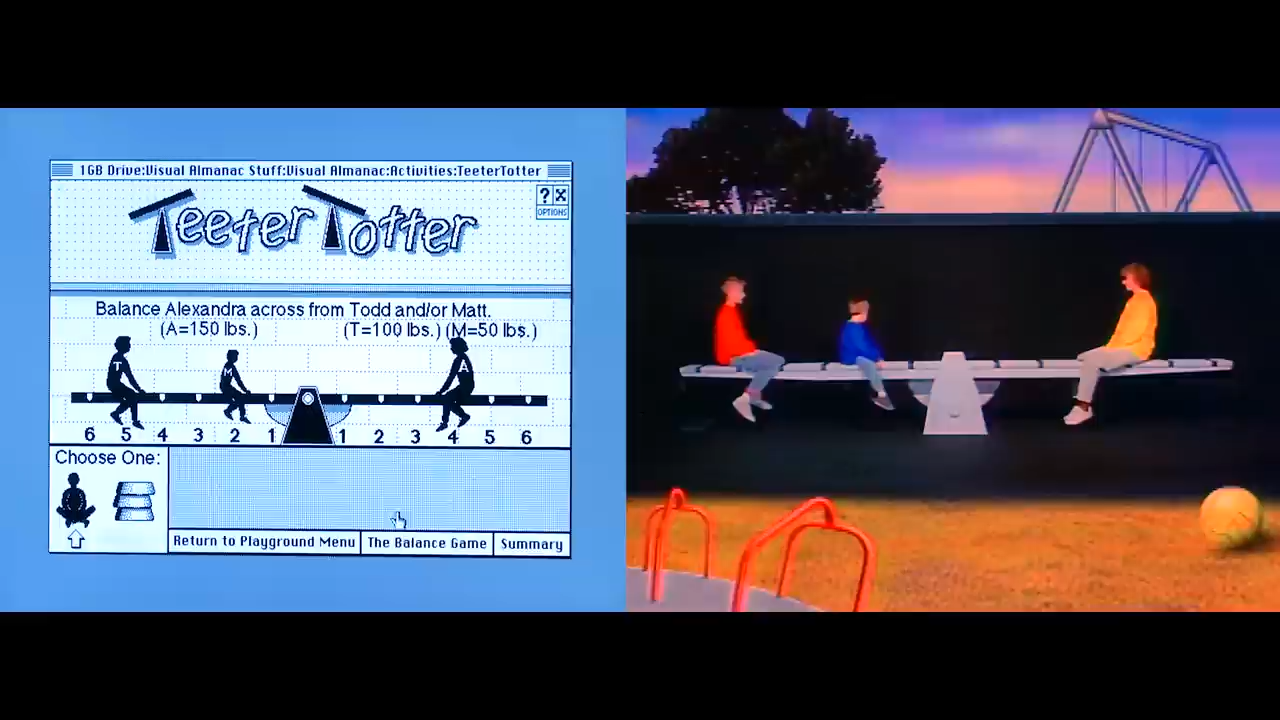 1GB Drive:Visual Almanac Stuff:Visual Almanac:Activities:TeeterTotter
Teeter Totter
? X
OPTIONS
Balance Alexandra across from Todd and/or Matt.
(A=150 lbs.) (T=100 lbs.) (M=50 lbs.)
T M A
6 5 4 3 2 1 1 2 3 4 5 6
Choose One:
Return to Playground Menu The Balance Game Summary